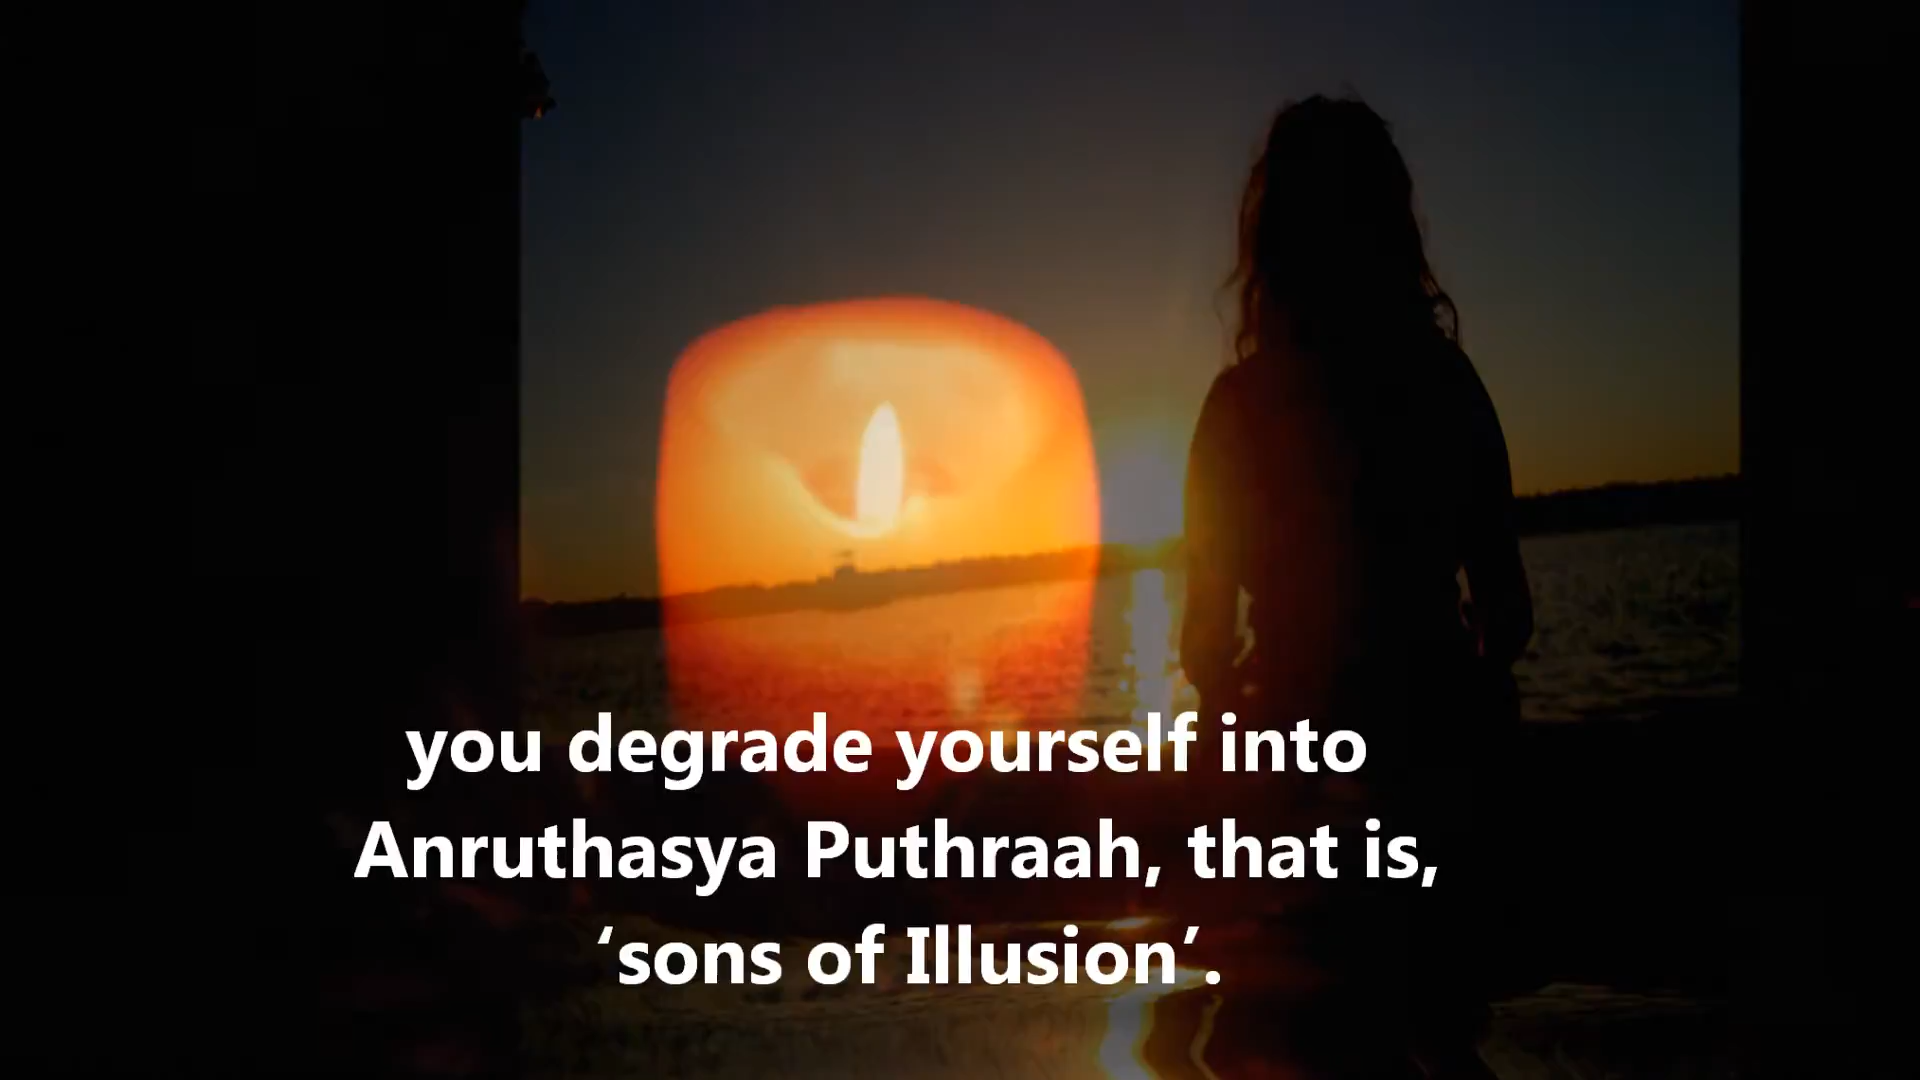 you degrade yourself into
Anruthasya Puthraah, that is,
‘sons of Illusion’.